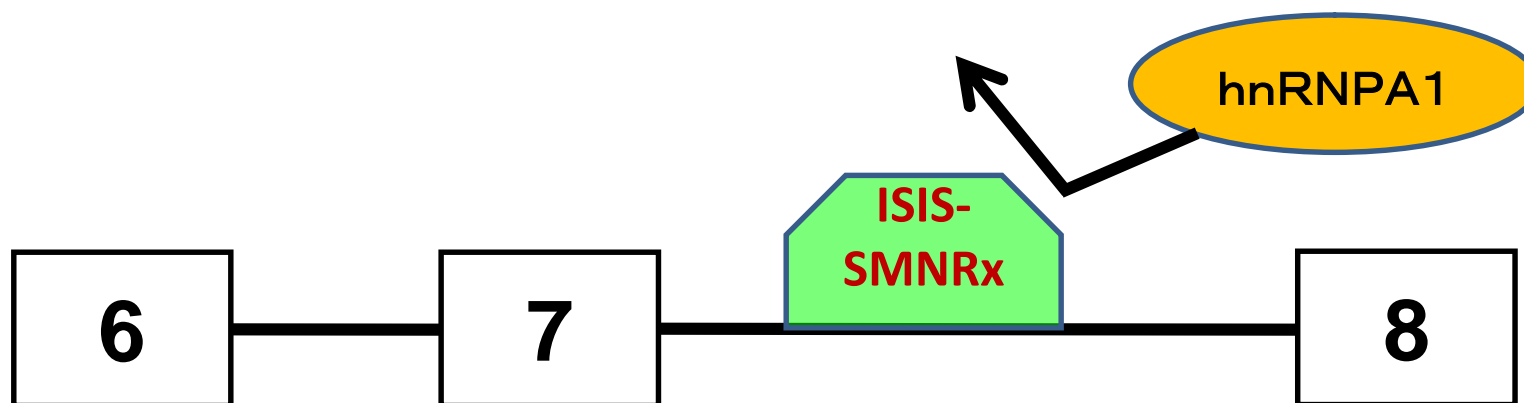 hnRNPA1
ISIS-
SMNRx
6
7
8